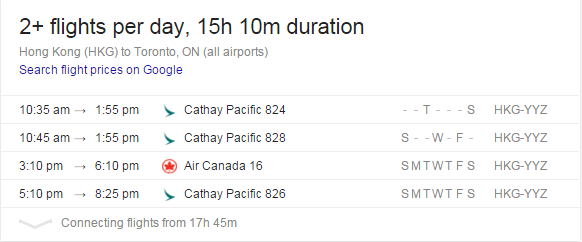 2+ flights per day, 15h 10m duration
Hong Kong (HKG) to Toronto, ON (all airports)
Search flight prices on Google
10:35 am → 1:55 pm Cathay Pacific 824 - - T - - - S HKG-YYZ
10:45 am → 1:55 pm Cathay Pacific 828 S - - W - F - HKG-YYZ
3:10 pm → 6:10 pm Air Canada 16 S M T W T F S HKG-YYZ
5:10 pm → 8:25 pm Cathay Pacific 826 S M T W T F S HKG-YYZ
Connecting flights from 17h 45m